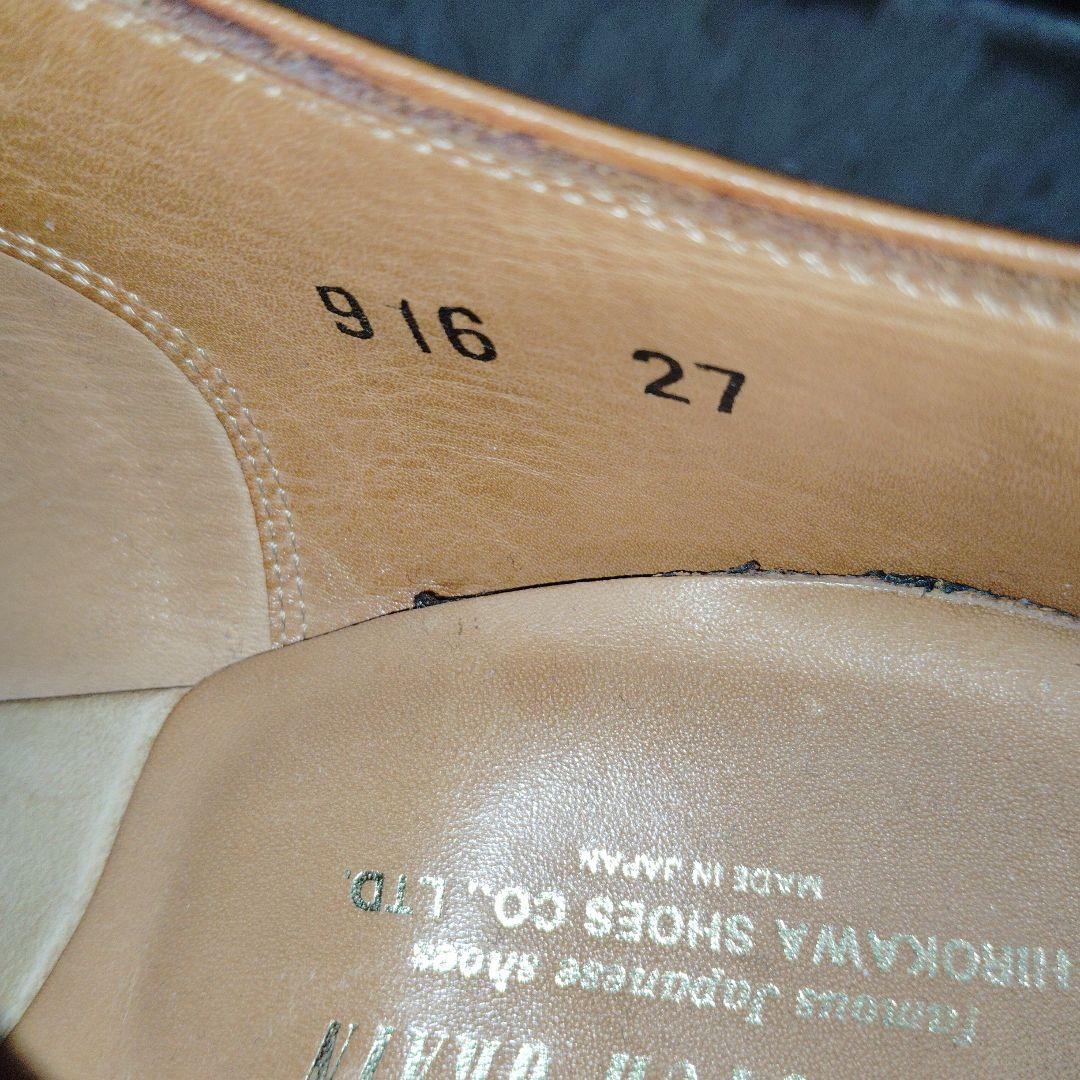 916 27
famous Japanese shoes
HIROKAWA SHOES CO., LTD.
MADE IN JAPAN